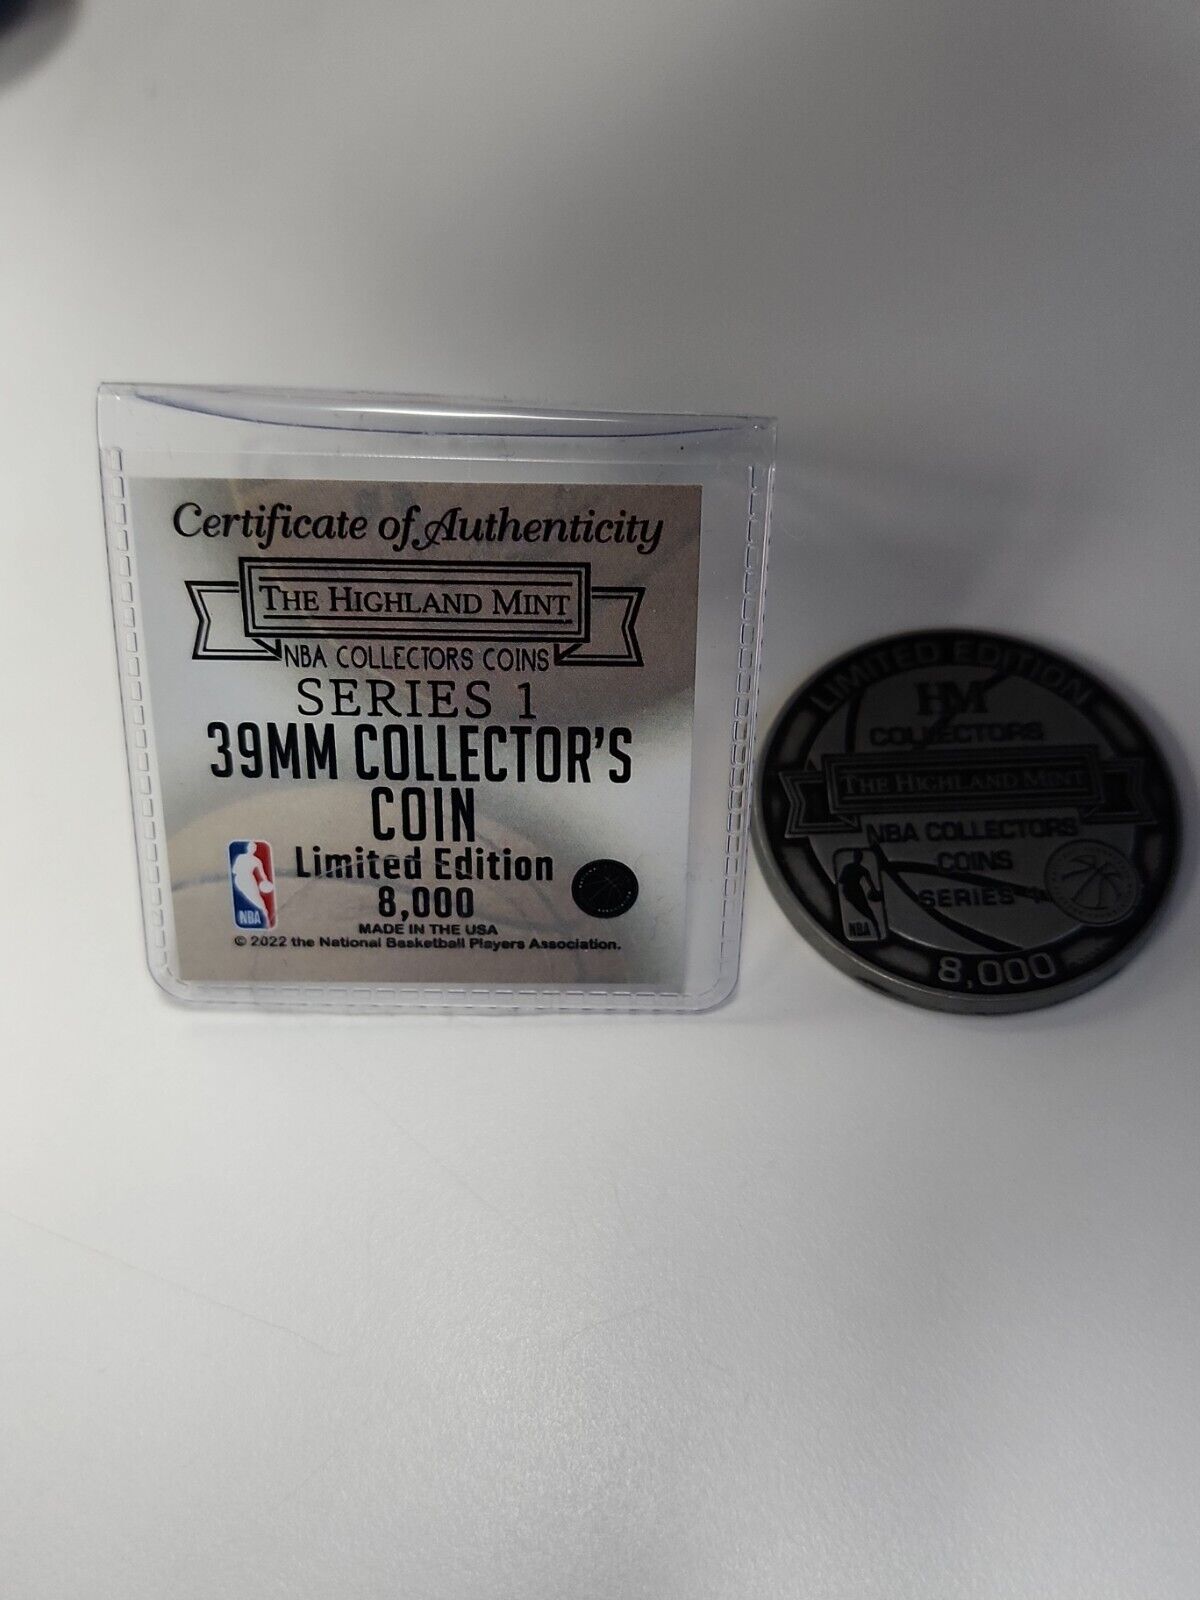 Certificate of Authenticity
THE HIGHLAND MINT
NBA COLLECTORS COINS
SERIES 1
39MM COLLECTOR'S
COIN
Limited Edition
8,000
NBA
MADE IN THE USA
© 2022 the National Basketball Players Association.
LIMITED EDITION
HM
COLLECTORS
THE HIGHLAND MINT
NBA COLLECTORS
COINS
SERIES 1
NBA
8,000